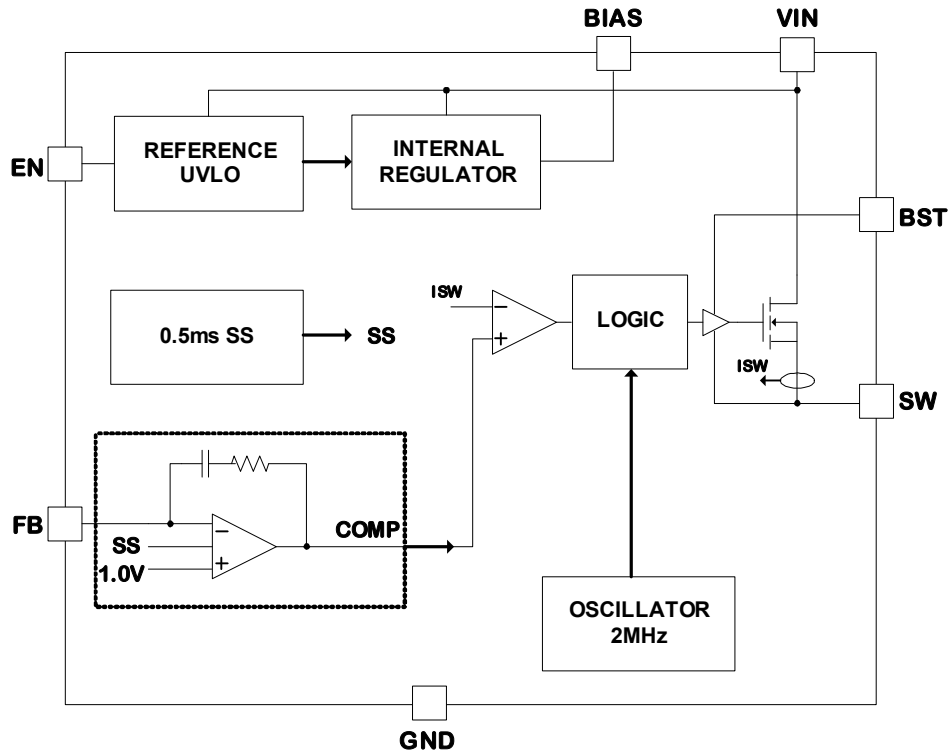 BIAS
VIN
EN
REFERENCE
UVLO
INTERNAL
REGULATOR
BST
ISW
−
+
LOGIC
0.5ms SS
SS
ISW
SW
FB
−
SS
+
1.0V
COMP
OSCILLATOR
2MHz
GND